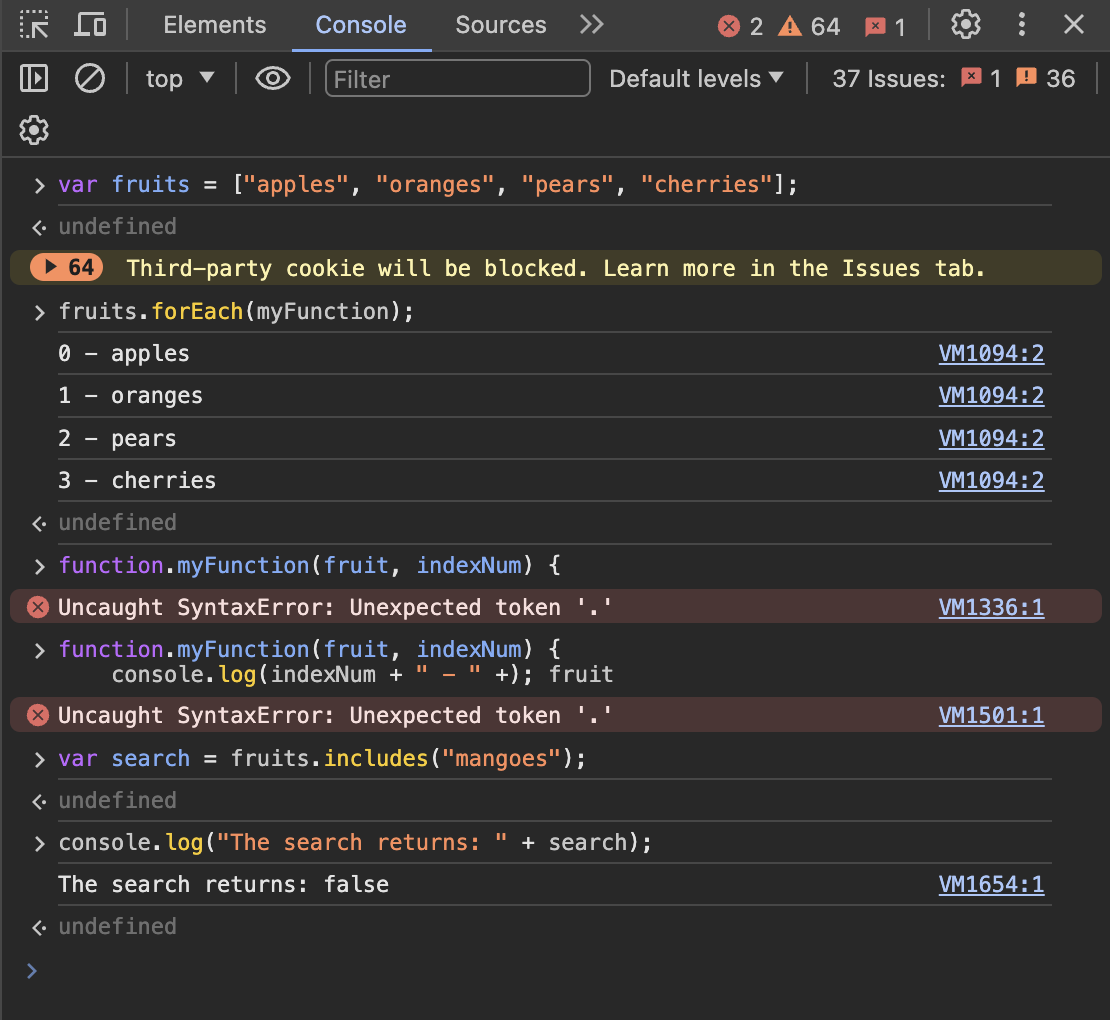 Elements Console Sources 2 64 1
top Filter Default levels 37 Issues: 1 36
var fruits = ["apples", "oranges", "pears", "cherries"];
undefined
64 Third-party cookie will be blocked. Learn more in the Issues tab.
fruits.forEach(myFunction);
0 - apples VM1094:2
1 - oranges VM1094:2
2 - pears VM1094:2
3 - cherries VM1094:2
undefined
function.myFunction(fruit, indexNum) {
Uncaught SyntaxError: Unexpected token '.' VM1336:1
function.myFunction(fruit, indexNum) {
console.log(indexNum + " - " +); fruit
Uncaught SyntaxError: Unexpected token '.' VM1501:1
var search = fruits.includes("mangoes");
undefined
console.log("The search returns: " + search);
The search returns: false VM1654:1
undefined